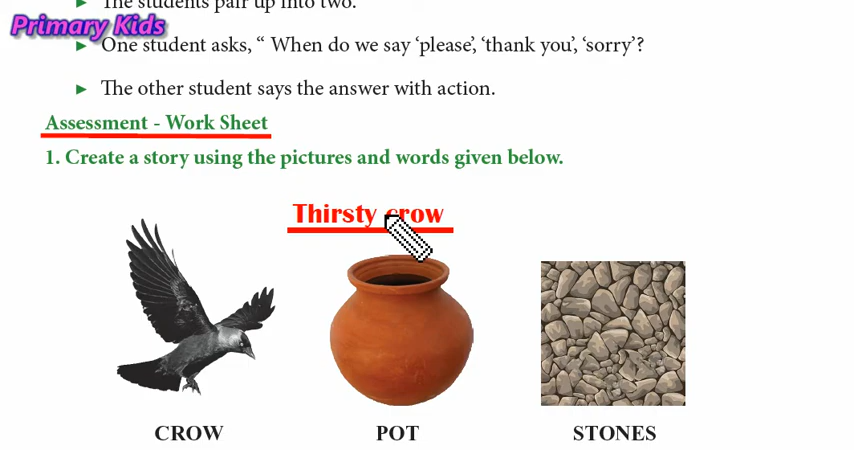 ▶ The students pair up into two.
Primary Kids
▶ One student asks, “ When do we say ‘please’, ‘thank you’, ‘sorry’?
▶ The other student says the answer with action.
Assessment - Work Sheet
1. Create a story using the pictures and words given below.
Thirsty crow
CROW POT STONES